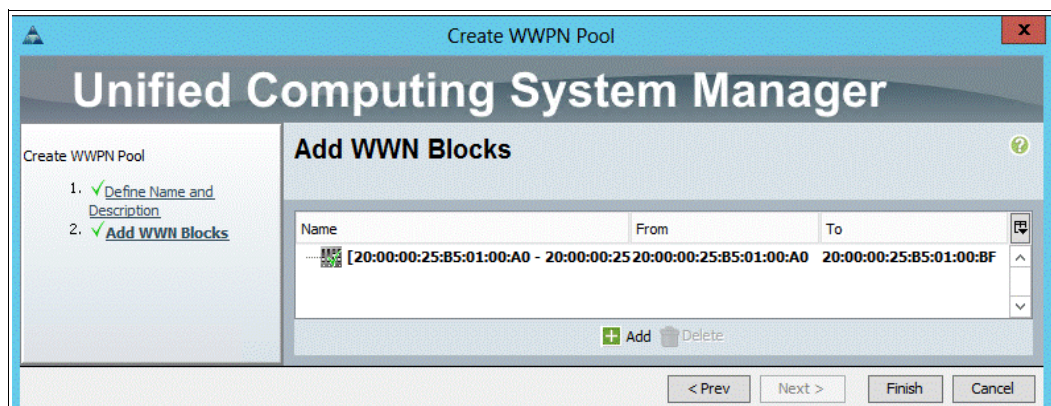 Create WWPN Pool
x
Unified Computing System Manager
Create WWPN Pool
1. Define Name and
Description
2. Add WWN Blocks
Add WWN Blocks
?
Name From To
[20:00:00:25:B5:01:00:A0 - 20:00:00:25 20:00:00:25:B5:01:00:A0 20:00:00:25:B5:01:00:BF
+ Add Delete
< Prev Next > Finish Cancel